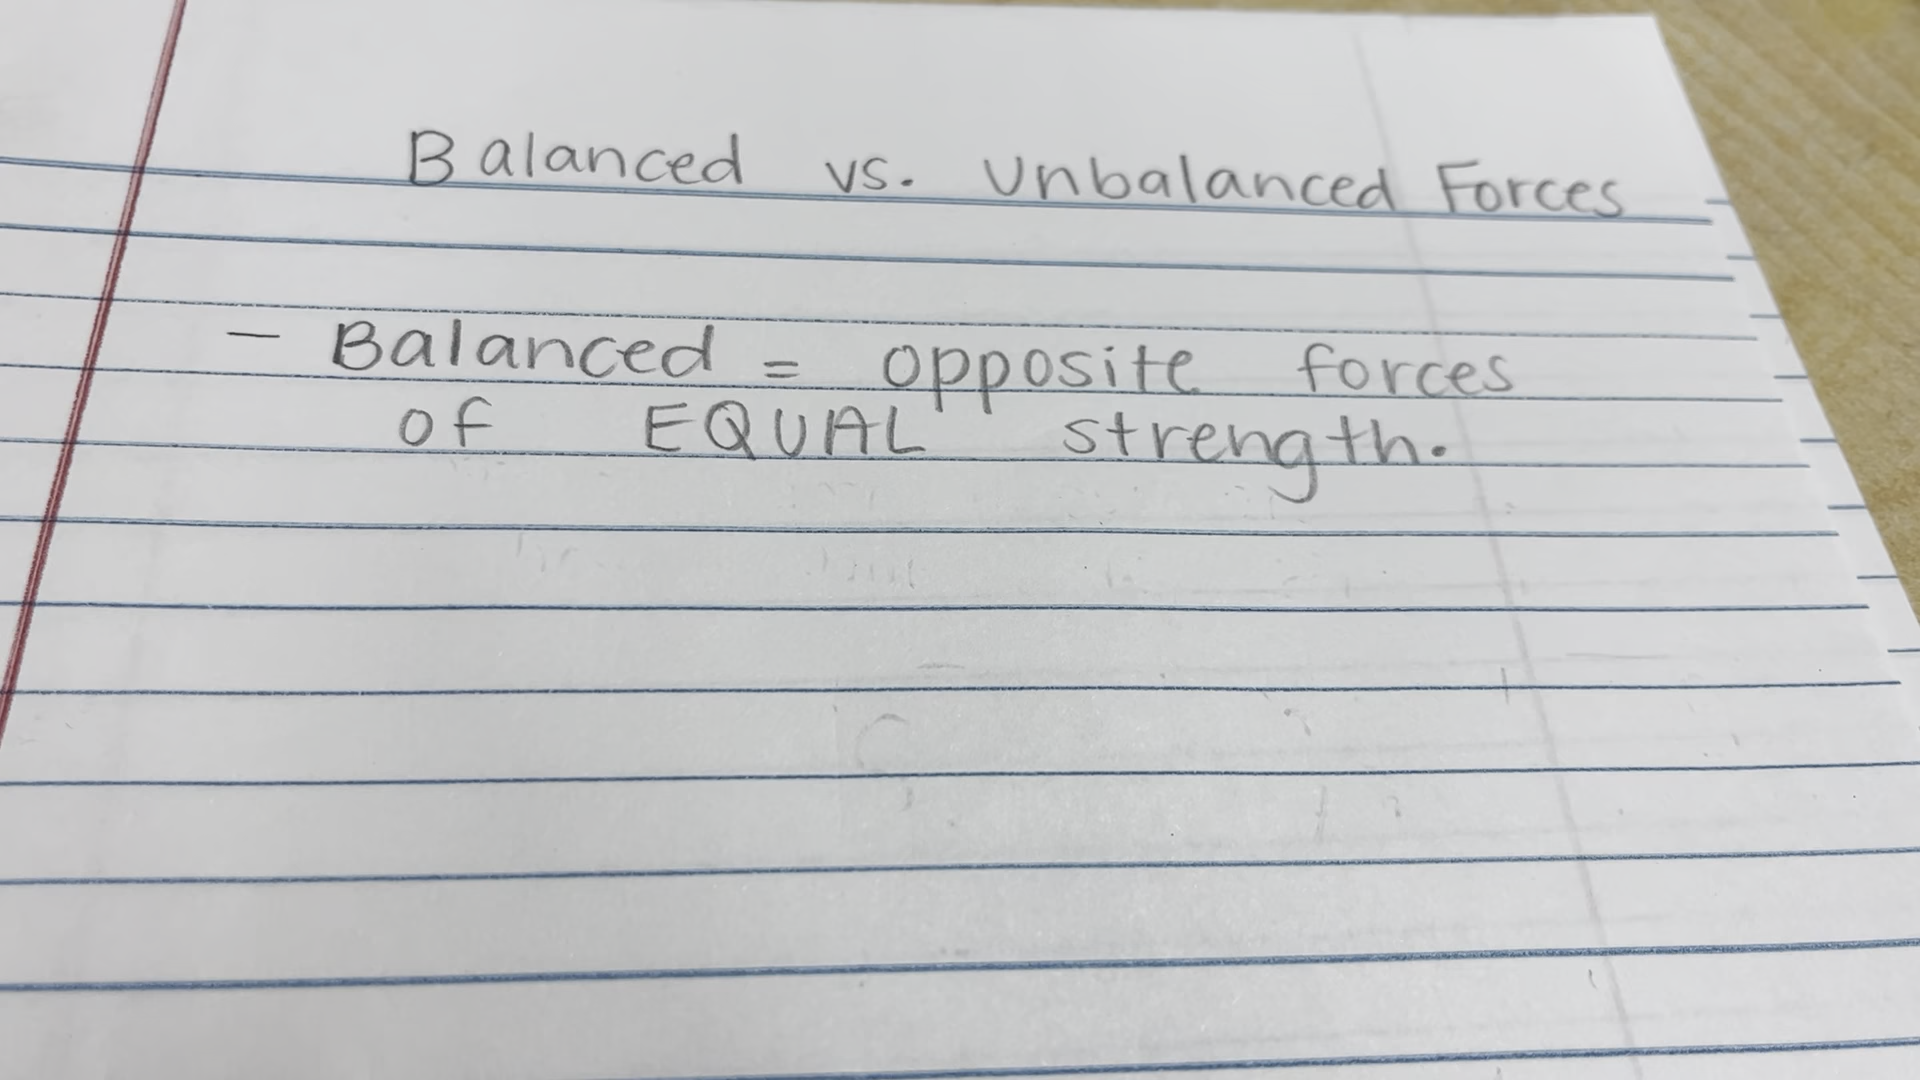 Balanced vs. Unbalanced Forces
- Balanced = opposite forces
of EQUAL strength.